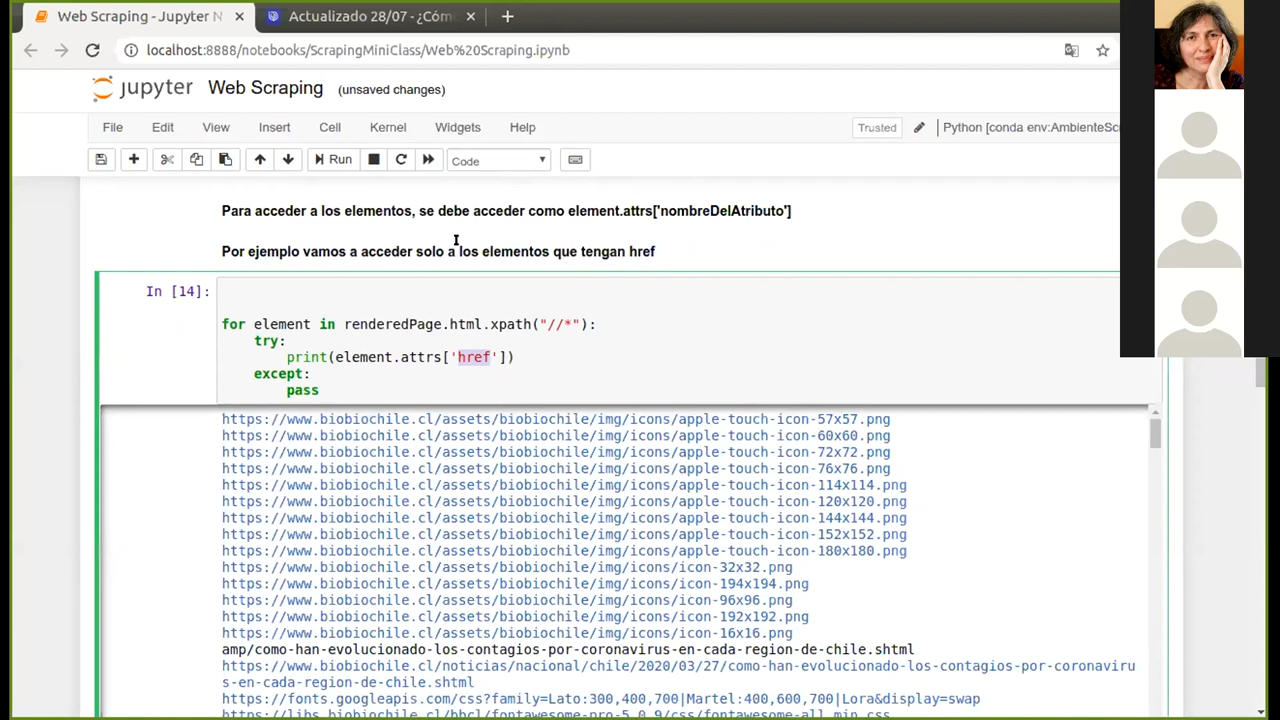 Web Scraping - Jupyter N
Actualizado 28/07 - ¿Cóm
localhost:8888/notebooks/ScrapingMiniClass/Web%20Scraping.ipynb
jupyter Web Scraping (unsaved changes)
File Edit View Insert Cell Kernel Widgets Help
Trusted
Python [conda env:AmbienteSc
Run
Code
Para acceder a los elementos, se debe acceder como element.attrs['nombreDelAtributo']
Por ejemplo vamos a acceder solo a los elementos que tengan href
In [14]:
for element in renderedPage.html.xpath("//*"):
try:
print(element.attrs['href'])
except:
pass
https://www.biobiochile.cl/assets/biobiochile/img/icons/apple-touch-icon-57x57.png
https://www.biobiochile.cl/assets/biobiochile/img/icons/apple-touch-icon-60x60.png
https://www.biobiochile.cl/assets/biobiochile/img/icons/apple-touch-icon-72x72.png
https://www.biobiochile.cl/assets/biobiochile/img/icons/apple-touch-icon-76x76.png
https://www.biobiochile.cl/assets/biobiochile/img/icons/apple-touch-icon-114x114.png
https://www.biobiochile.cl/assets/biobiochile/img/icons/apple-touch-icon-120x120.png
https://www.biobiochile.cl/assets/biobiochile/img/icons/apple-touch-icon-144x144.png
https://www.biobiochile.cl/assets/biobiochile/img/icons/apple-touch-icon-152x152.png
https://www.biobiochile.cl/assets/biobiochile/img/icons/apple-touch-icon-180x180.png
https://www.biobiochile.cl/assets/biobiochile/img/icons/icon-32x32.png
https://www.biobiochile.cl/assets/biobiochile/img/icons/icon-194x194.png
https://www.biobiochile.cl/assets/biobiochile/img/icons/icon-96x96.png
https://www.biobiochile.cl/assets/biobiochile/img/icons/icon-192x192.png
https://www.biobiochile.cl/assets/biobiochile/img/icons/icon-16x16.png
amp/como-han-evolucionado-los-contagios-por-coronavirus-en-cada-region-de-chile.shtml
https://www.biobiochile.cl/noticias/nacional/chile/2020/03/27/como-han-evolucionado-los-contagios-por-coronaviru
s-en-cada-region-de-chile.shtml
https://fonts.googleapis.com/css?family=Lato:300,400,700|Martel:400,600,700|Lora&display=swap
https://libs.biobiochile.cl/bbcl/fontawesome-pro-5.0.9/css/fontawesome-all.min.css